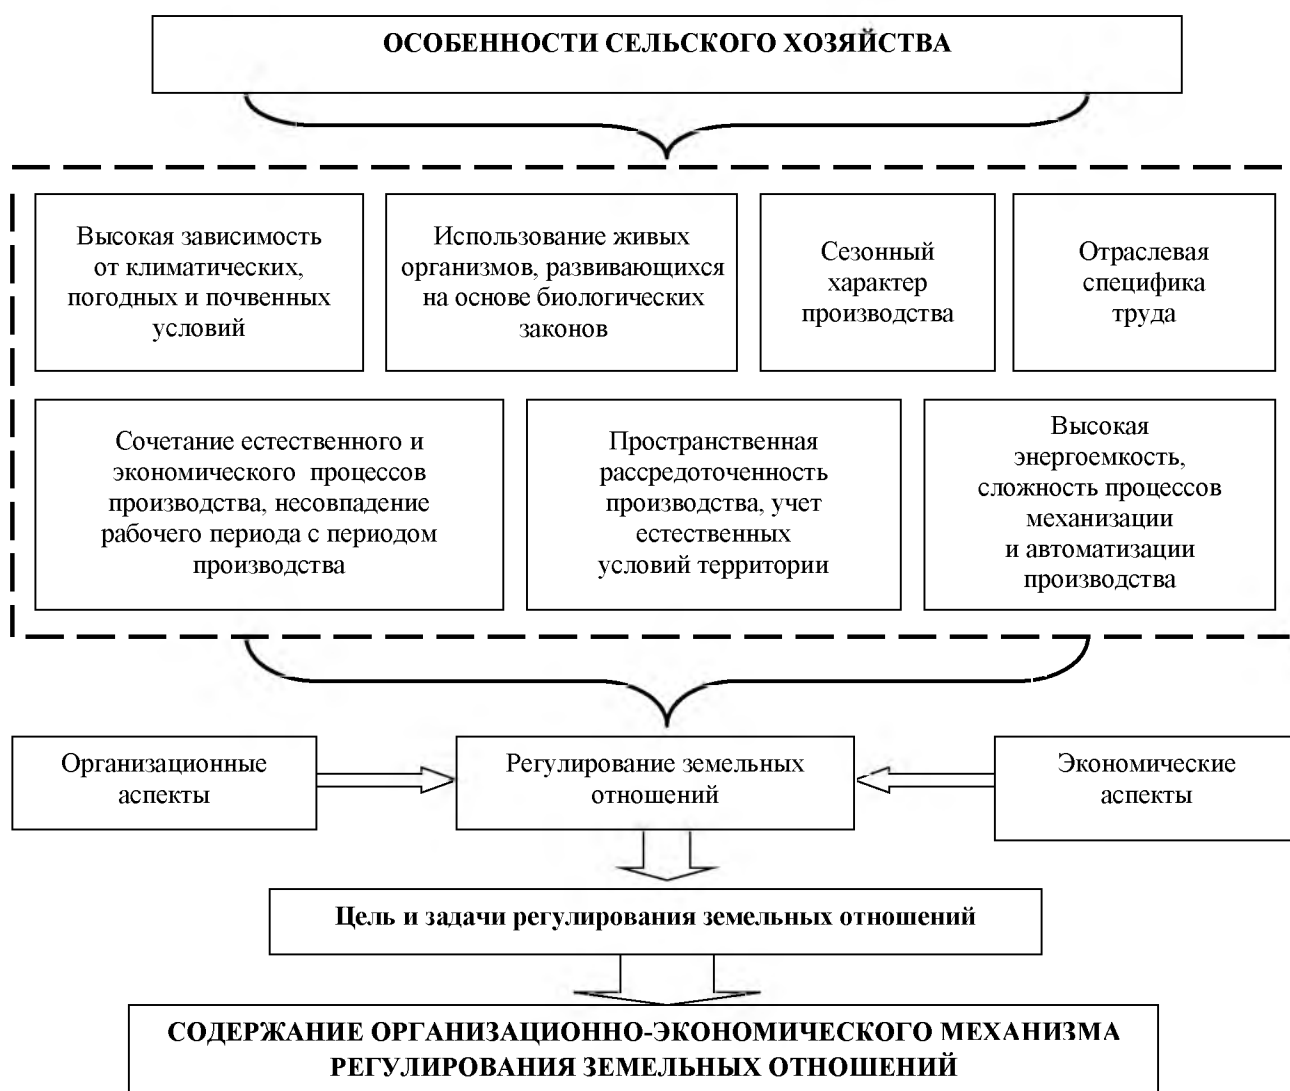 ОСОБЕННОСТИ СЕЛЬСКОГО ХОЗЯЙСТВА
Высокая зависимость
от климатических,
погодных и почвенных
условий
Использование живых
организмов, развивающихся
на основе биологических
законов
Сезонный
характер
производства
Отраслевая
специфика
труда
Сочетание естественного и
экономического процессов
производства, несовпадение
рабочего периода с периодом
производства
Пространственная
рассредоточенность
производства, учет
естественных
условий территории
Высокая
энергоемкость,
сложность процессов
механизации
и автоматизации
производства
Организационные
аспекты
Регулирование земельных
отношений
Экономические
аспекты
Цель и задачи регулирования земельных отношений
СОДЕРЖАНИЕ ОРГАНИЗАЦИОННО-ЭКОНОМИЧЕСКОГО МЕХАНИЗМА
РЕГУЛИРОВАНИЯ ЗЕМЕЛЬНЫХ ОТНОШЕНИЙ